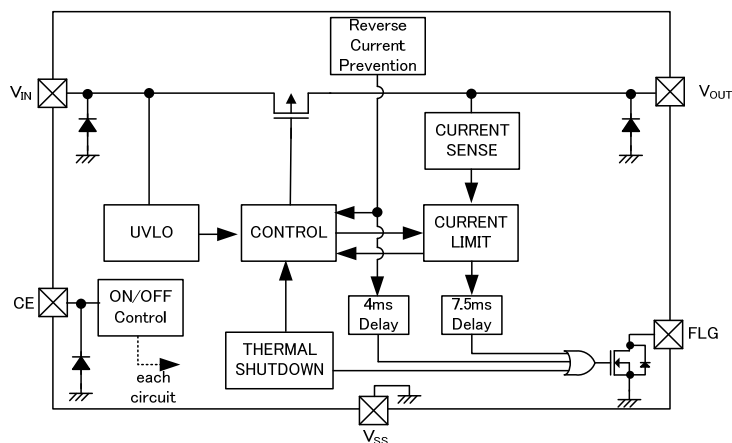 Reverse
Current
Prevention
VIN
VOUT
CURRENT
SENSE
UVLO
CONTROL
CURRENT
LIMIT
CE
ON/OFF
Control
4ms
Delay
7.5ms
Delay
FLG
THERMAL
SHUTDOWN
each
circuit
VSS